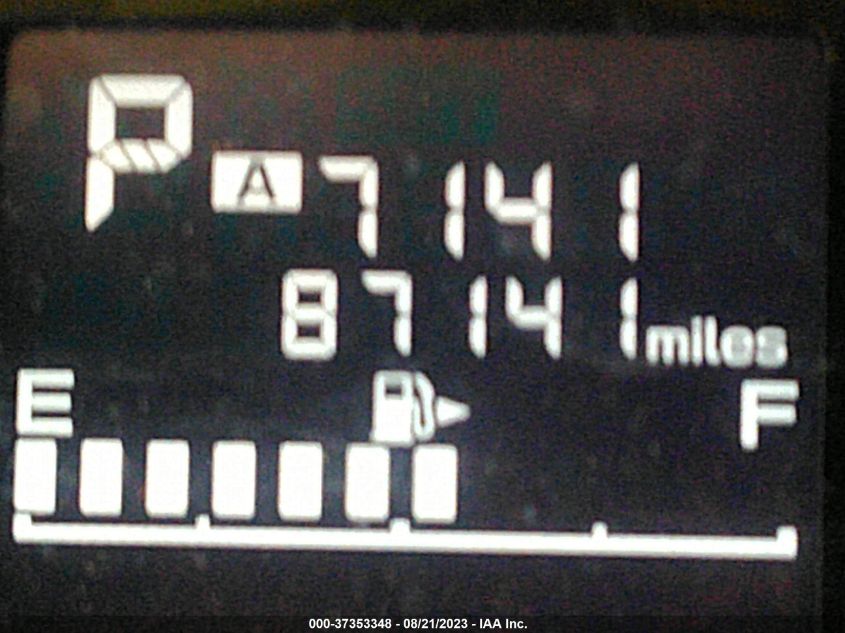 P A 7141
87141 miles
E F
000-37353348 - 08/21/2023 - IAA Inc.